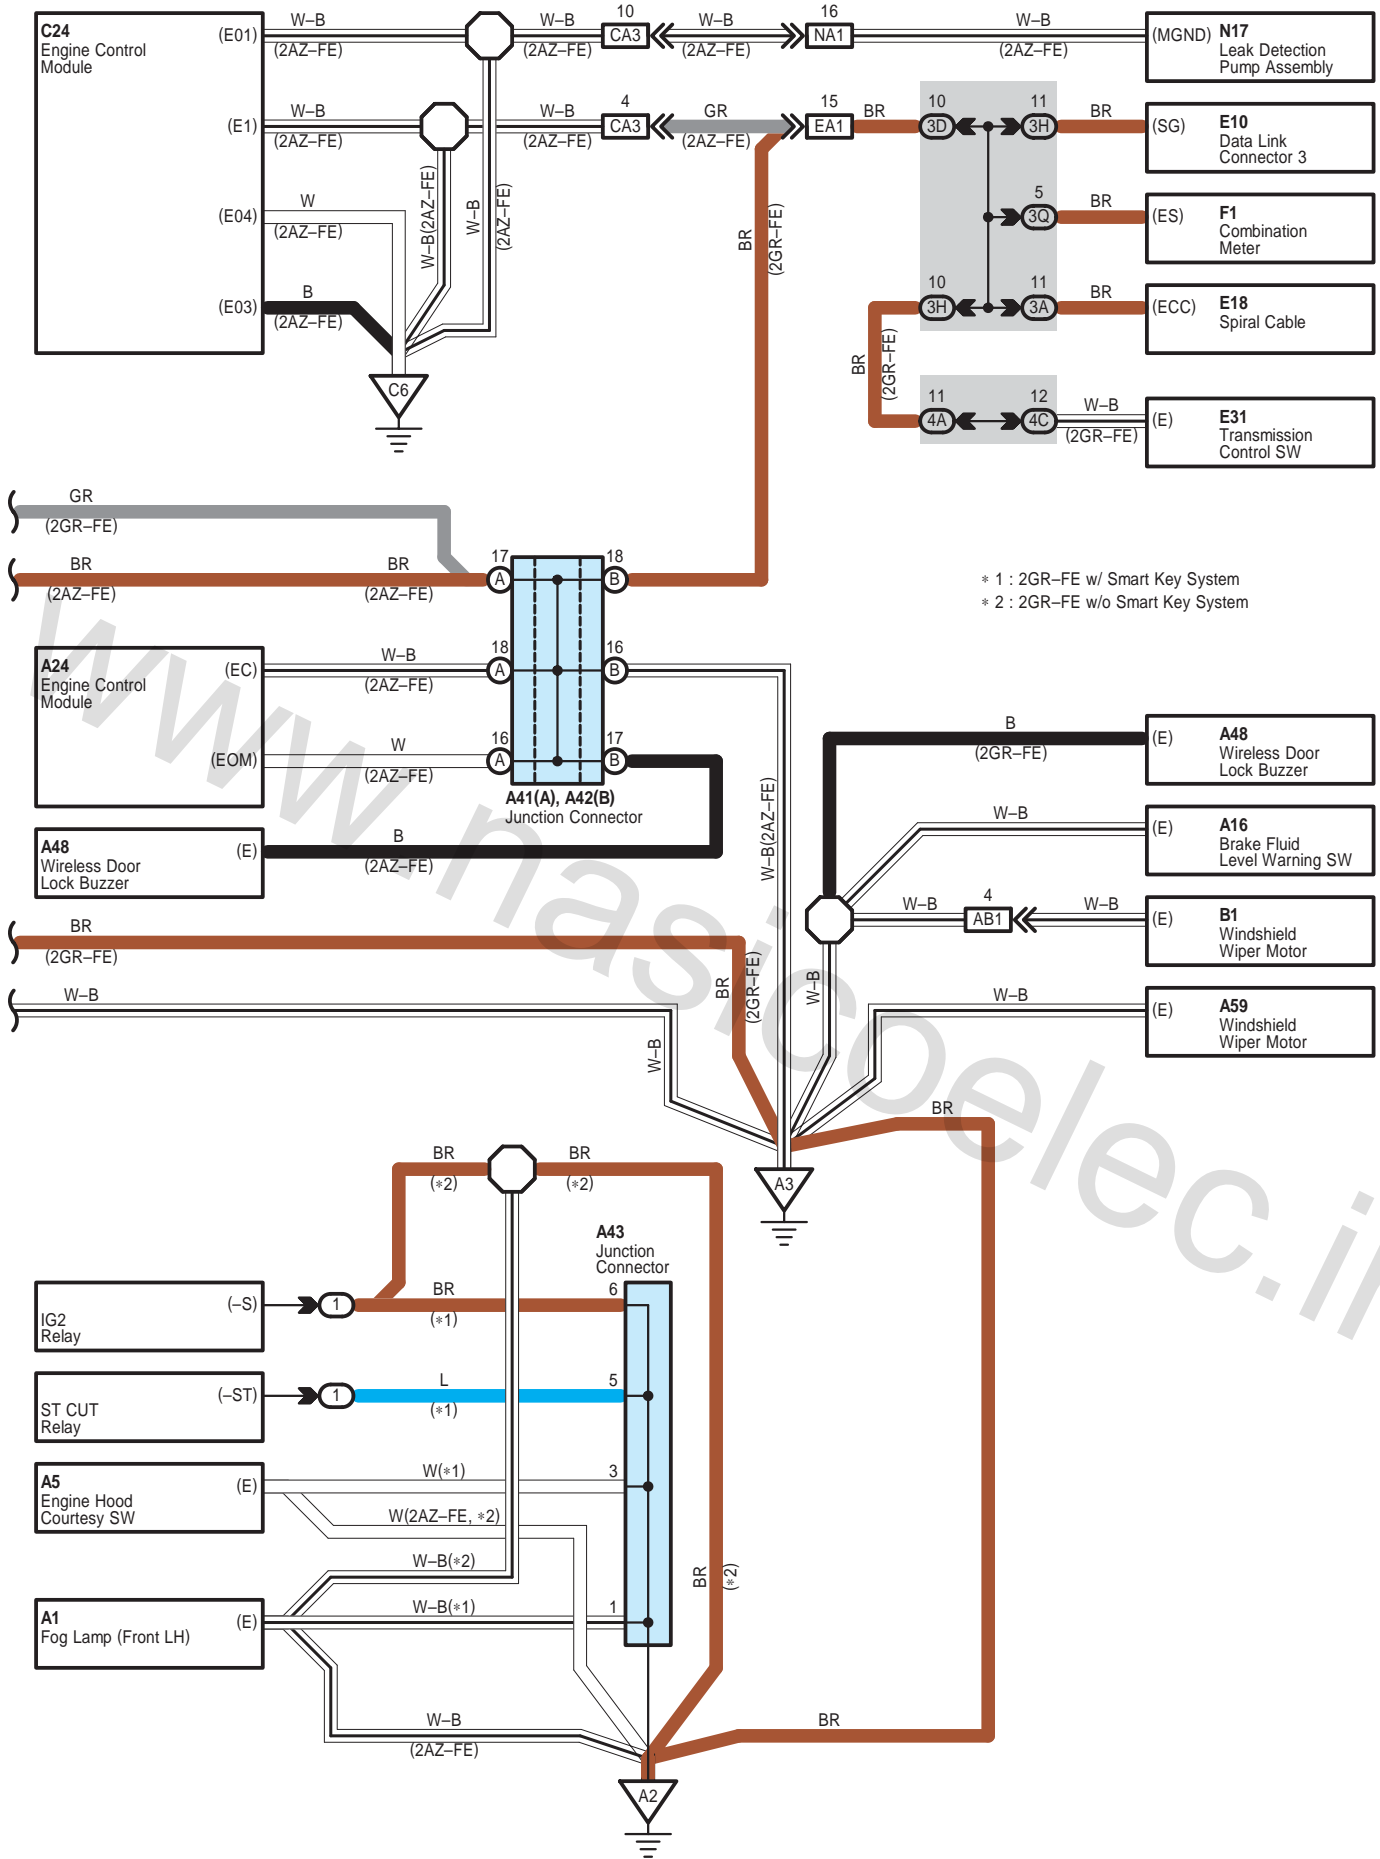 C24
Engine Control
Module
(E01)
W–B
(2AZ–FE)
W–B
(2AZ–FE)
10
CA3
W–B
(2AZ–FE)
16
NA1
W–B
(2AZ–FE)
(MGND)
N17
Leak Detection
Pump Assembly
(E1)
W–B
(2AZ–FE)
W–B
(2AZ–FE)
4
CA3
GR
(2AZ–FE)
15
EA1
BR
10
3D
11
3H
BR
(SG)
E10
Data Link
Connector 3
(E04)
W
(2AZ–FE)
W–B(2AZ–FE)
W–B
(2AZ–FE)
BR
(2GR–FE)
5
3Q
BR
(ES)
F1
Combination
Meter
(E03)
B
(2AZ–FE)
10
3H
11
3A
BR
(ECC)
E18
Spiral Cable
C6
BR
(2GR–FE)
11
4A
12
4C
W–B
(2GR–FE)
(E)
E31
Transmission
Control SW
GR
(2GR–FE)
BR
(2AZ–FE)
BR
(2AZ–FE)
17
A
18
B
∗ 1 : 2GR–FE w/ Smart Key System
∗ 2 : 2GR–FE w/o Smart Key System
A24
Engine Control
Module
(EC)
W–B
(2AZ–FE)
18
A
16
B
(EOM)
W
(2AZ–FE)
16
A
17
B
A41(A), A42(B)
Junction Connector
A48
Wireless Door
Lock Buzzer
(E)
B
(2AZ–FE)
W–B(2AZ–FE)
B
(2GR–FE)
(E)
A48
Wireless Door
Lock Buzzer
W–B
(E)
A16
Brake Fluid
Level Warning SW
W–B
4
AB1
W–B
(E)
B1
Windshield
Wiper Motor
BR
(2GR–FE)
BR
(2GR–FE)
W–B
W–B
W–B
W–B
(E)
A59
Windshield
Wiper Motor
BR
A3
BR
(∗2)
BR
(∗2)
A43
Junction
Connector
IG2
Relay
(–S)
1
BR
(∗1)
6
ST CUT
Relay
(–ST)
1
L
(∗1)
5
A5
Engine Hood
Courtesy SW
(E)
W(∗1)
3
W(2AZ–FE, ∗2)
W–B(∗2)
BR
(∗2)
A1
Fog Lamp (Front LH)
(E)
W–B(∗1)
1
W–B
(2AZ–FE)
BR
A2
www.nasicoelec.ir